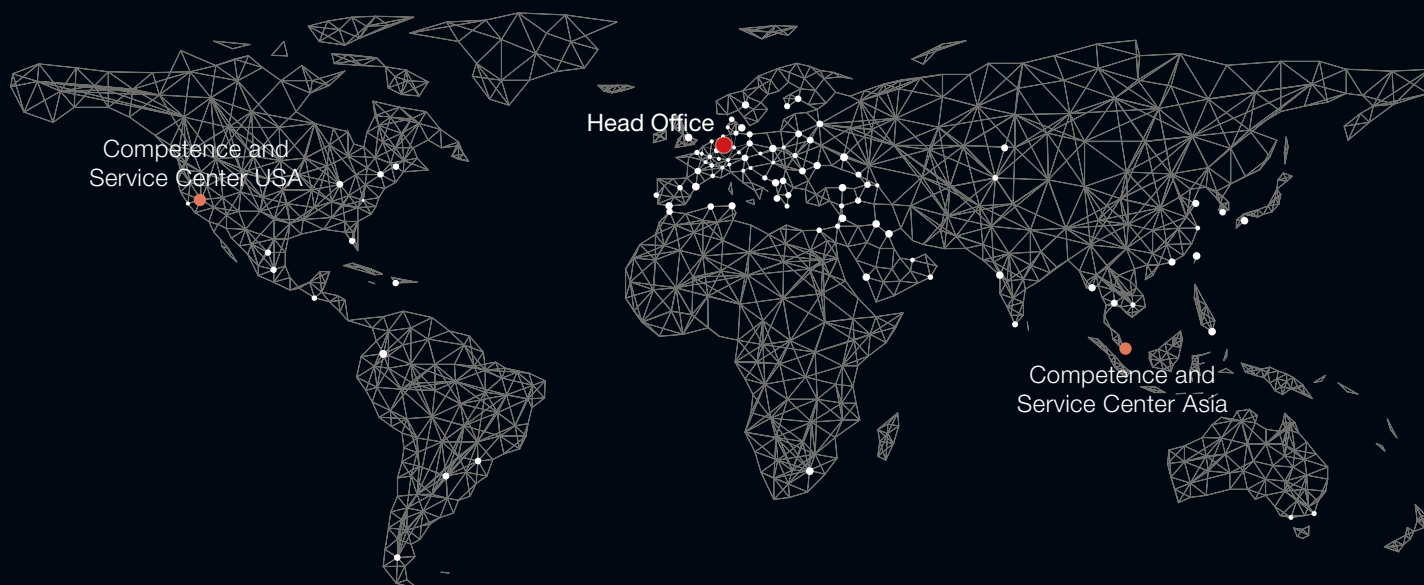 Head Office
Competence and
Service Center USA
Competence and
Service Center Asia